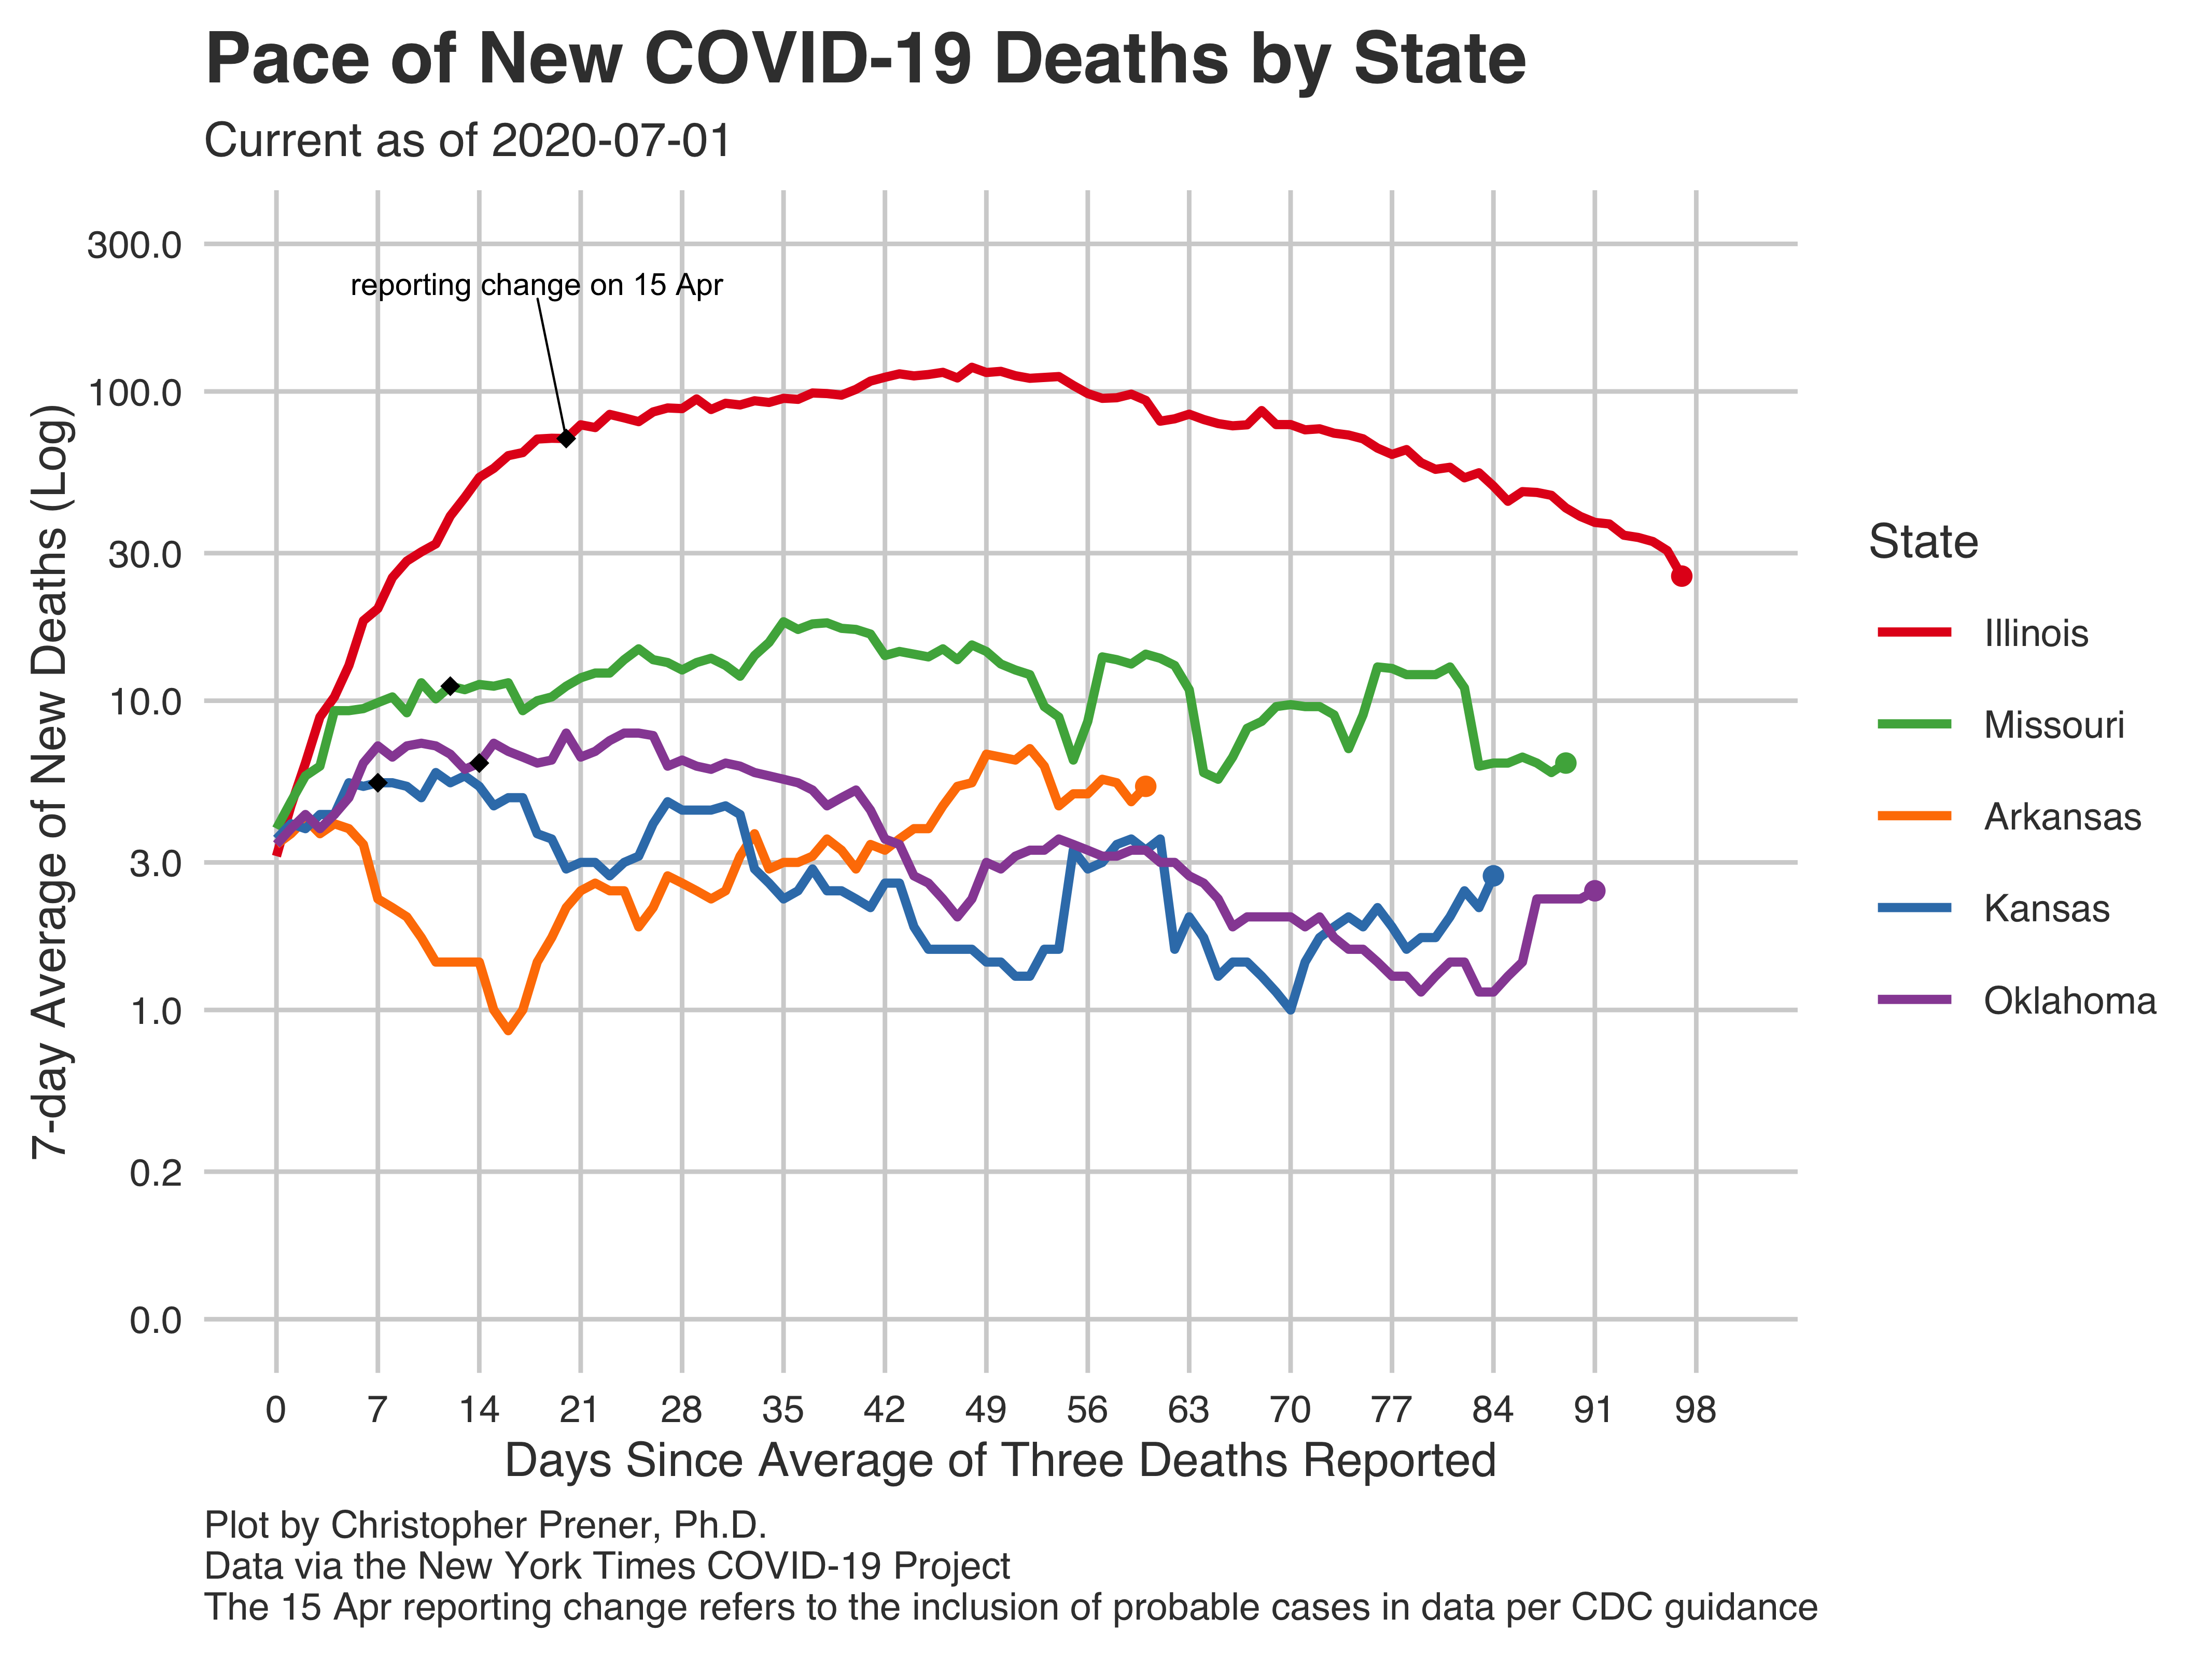 Pace of New COVID-19 Deaths by State
Current as of 2020-07-01
7-day Average of New Deaths (Log)
300.0
100.0
30.0
10.0
3.0
1.0
0.2
0.0
reporting change on 15 Apr
0 7 14 21 28 35 42 49 56 63 70 77 84 91 98
Days Since Average of Three Deaths Reported
State
Illinois
Missouri
Arkansas
Kansas
Oklahoma
Plot by Christopher Prener, Ph.D.
Data via the New York Times COVID-19 Project
The 15 Apr reporting change refers to the inclusion of probable cases in data per CDC guidance